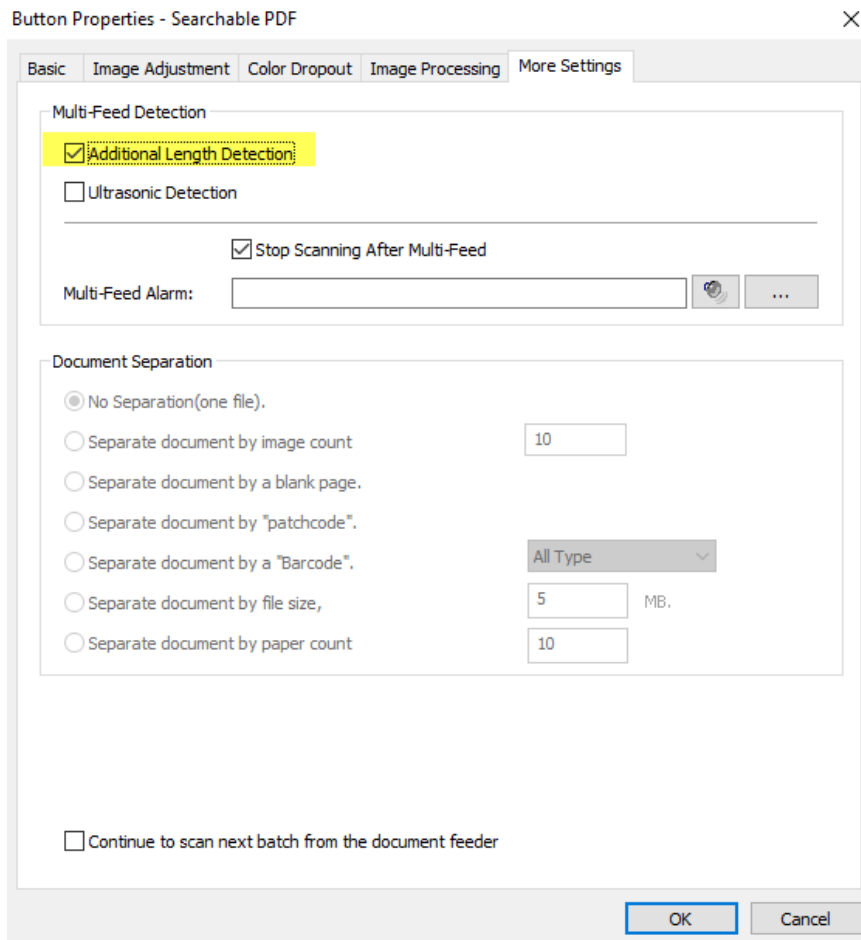 Button Properties - Searchable PDF
Basic Image Adjustment Color Dropout Image Processing More Settings
Multi-Feed Detection
Additional Length Detection
Ultrasonic Detection
Stop Scanning After Multi-Feed
Multi-Feed Alarm: ...
Document Separation
No Separation(one file).
Separate document by image count 10
Separate document by a blank page.
Separate document by "patchcode".
Separate document by a "Barcode". All Type
Separate document by file size, 5 MB.
Separate document by paper count 10
Continue to scan next batch from the document feeder
OK Cancel